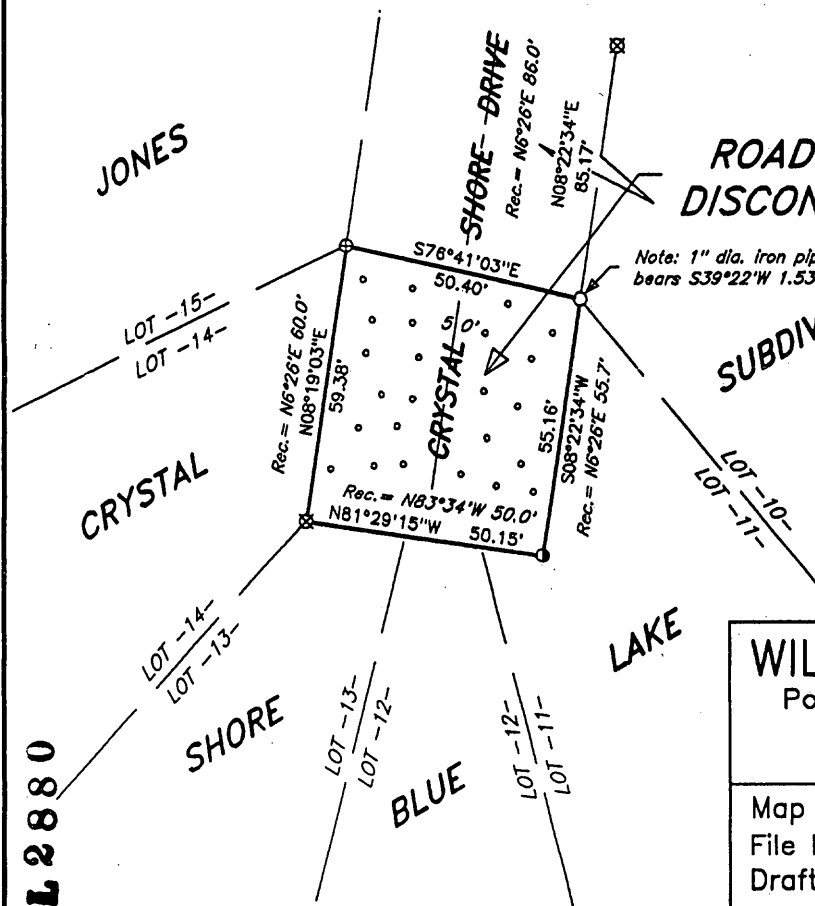 JONES
SHORE DRIVE
Rec.= N6°26'E 86.0'
N08°22'34"E
85.17'
ROAD
DISCON
Note: 1" dia. iron pip
bears S39°22'W 1.53
S76°41'03"E
50.40'
5.0'
CRYSTAL
LOT -15-
LOT -14-
Rec.= N6°26'E 60.0'
N08°19'03"E
59.38'
55.16'
S08°22'34"W
Rec.= N6°26'E 55.7'
SUBDIV
CRYSTAL
Rec.= N83°34'W 50.0'
N81°29'15"W
50.15'
LOT -10-
LOT -11-
LOT -14-
LOT -13-
SHORE
LOT -13-
LOT -12-
BLUE
LOT -12-
LOT -11-
LAKE
WIL
Po
Map
File
Draft
L2880